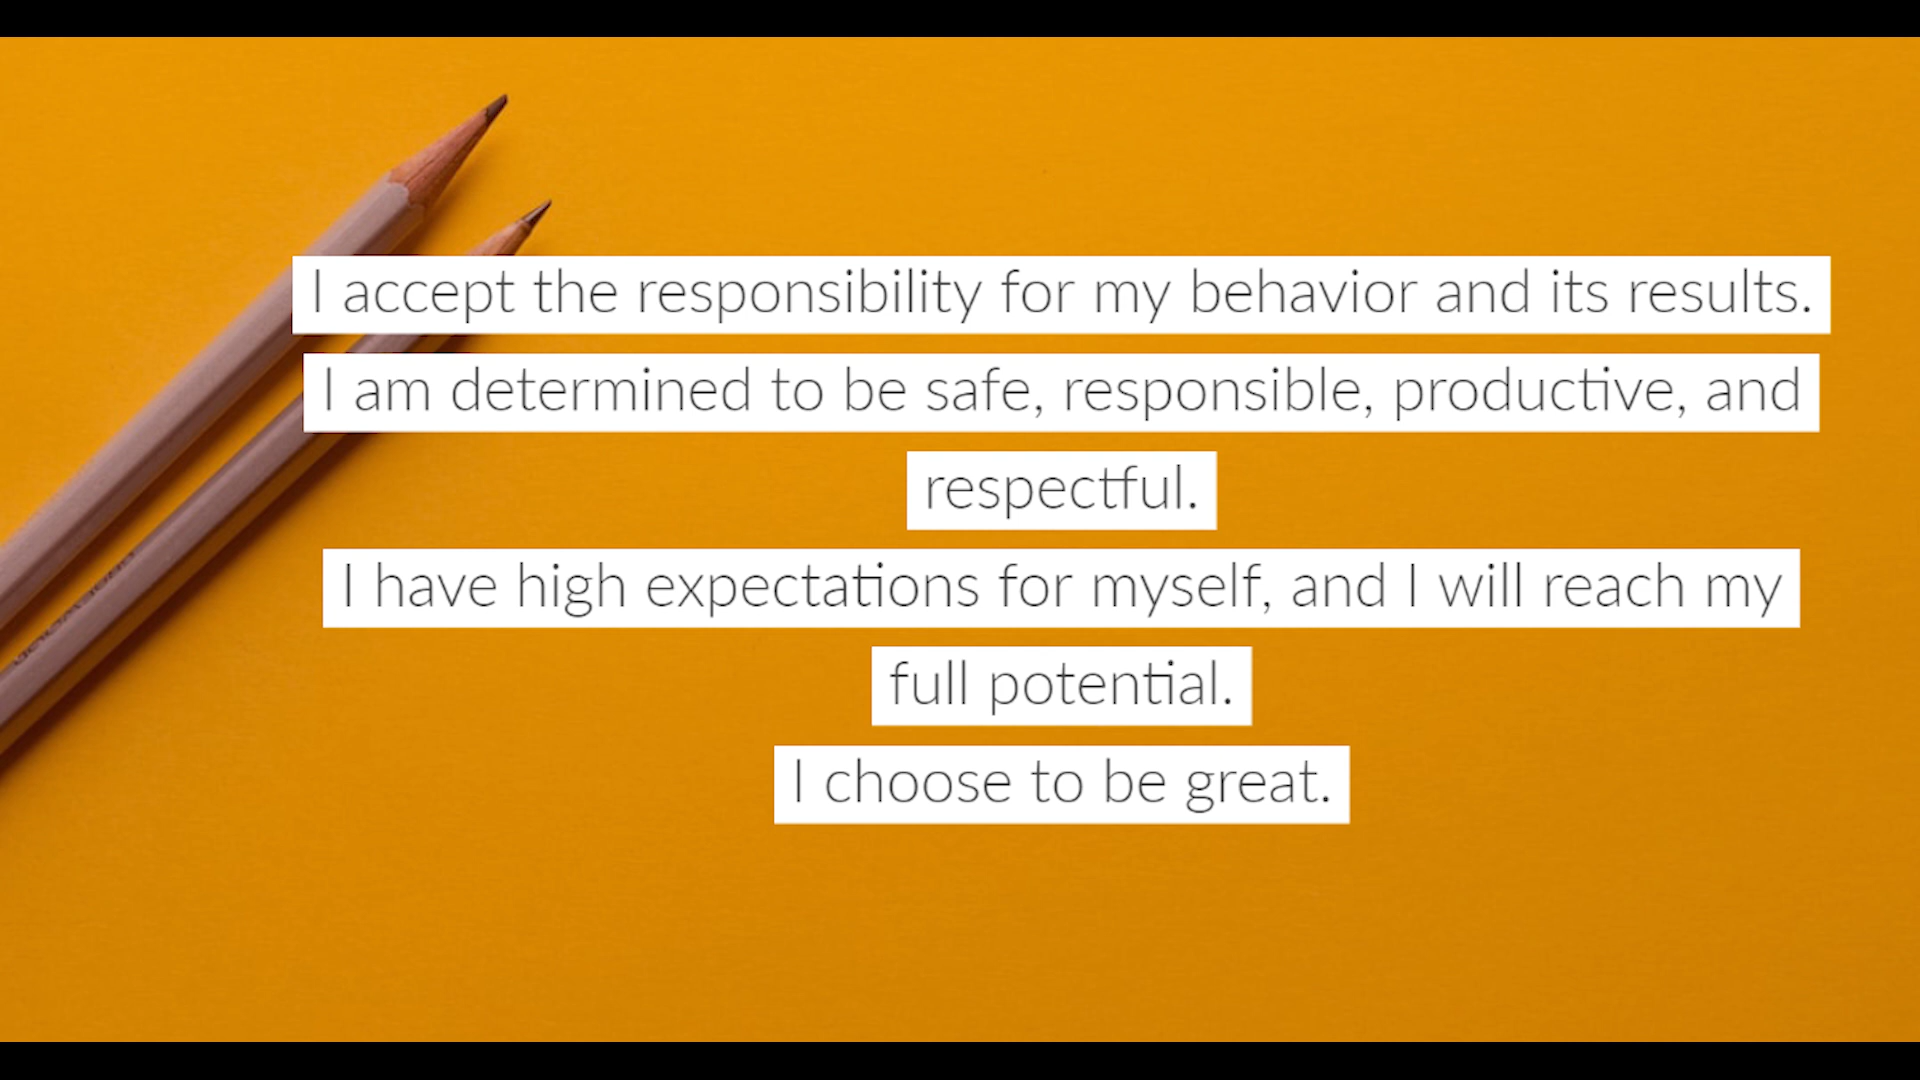 I accept the responsibility for my behavior and its results.
I am determined to be safe, responsible, productive, and
respectful.
I have high expectations for myself, and I will reach my
full potential.
I choose to be great.